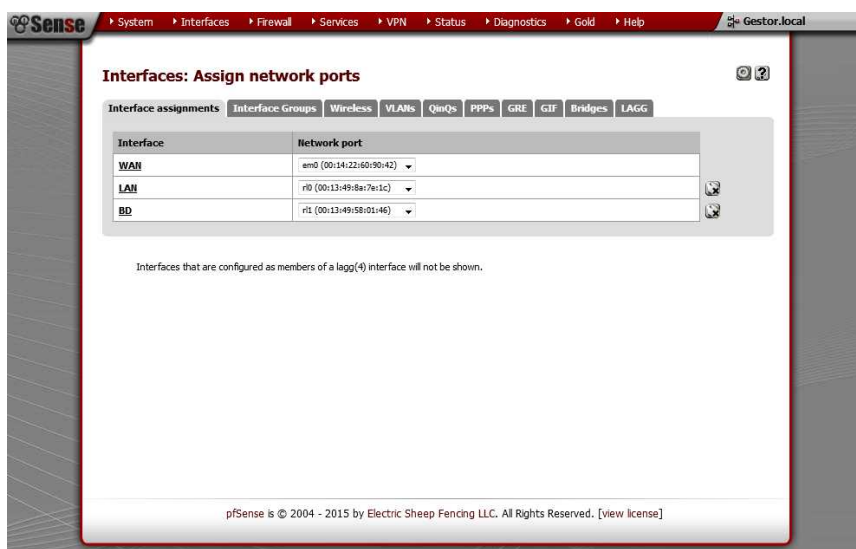 Sense System Interfaces Firewall Services VPN Status Diagnostics Gold Help Gestor.local
Interfaces: Assign network ports
Interface assignments Interface Groups Wireless VLANs QinQs PPPs GRE GIF Bridges LAGG
Interface Network port
WAN em0 (00:14:22:60:90:42)
LAN rl0 (00:13:49:8a:7e:1c)
BD rl1 (00:13:49:58:01:46)
Interfaces that are configured as members of a lagg(4) interface will not be shown.
pfSense is © 2004 - 2015 by Electric Sheep Fencing LLC. All Rights Reserved. [view license]